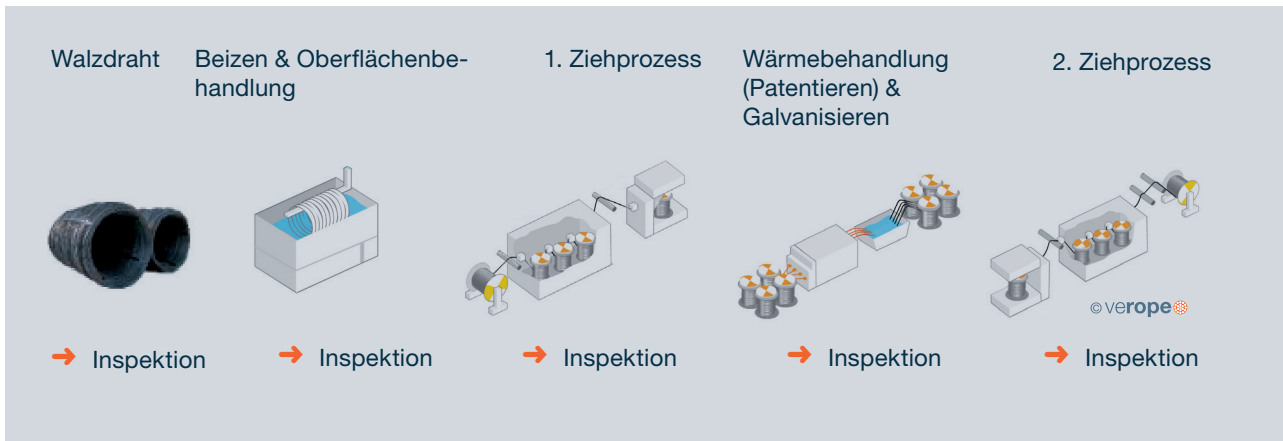 Walzdraht
Beizen & Oberflächenbe-
handlung
1. Ziehprozess
Wärmebehandlung
(Patentieren) &
Galvanisieren
2. Ziehprozess
© verope
➔ Inspektion
➔ Inspektion
➔ Inspektion
➔ Inspektion
➔ Inspektion